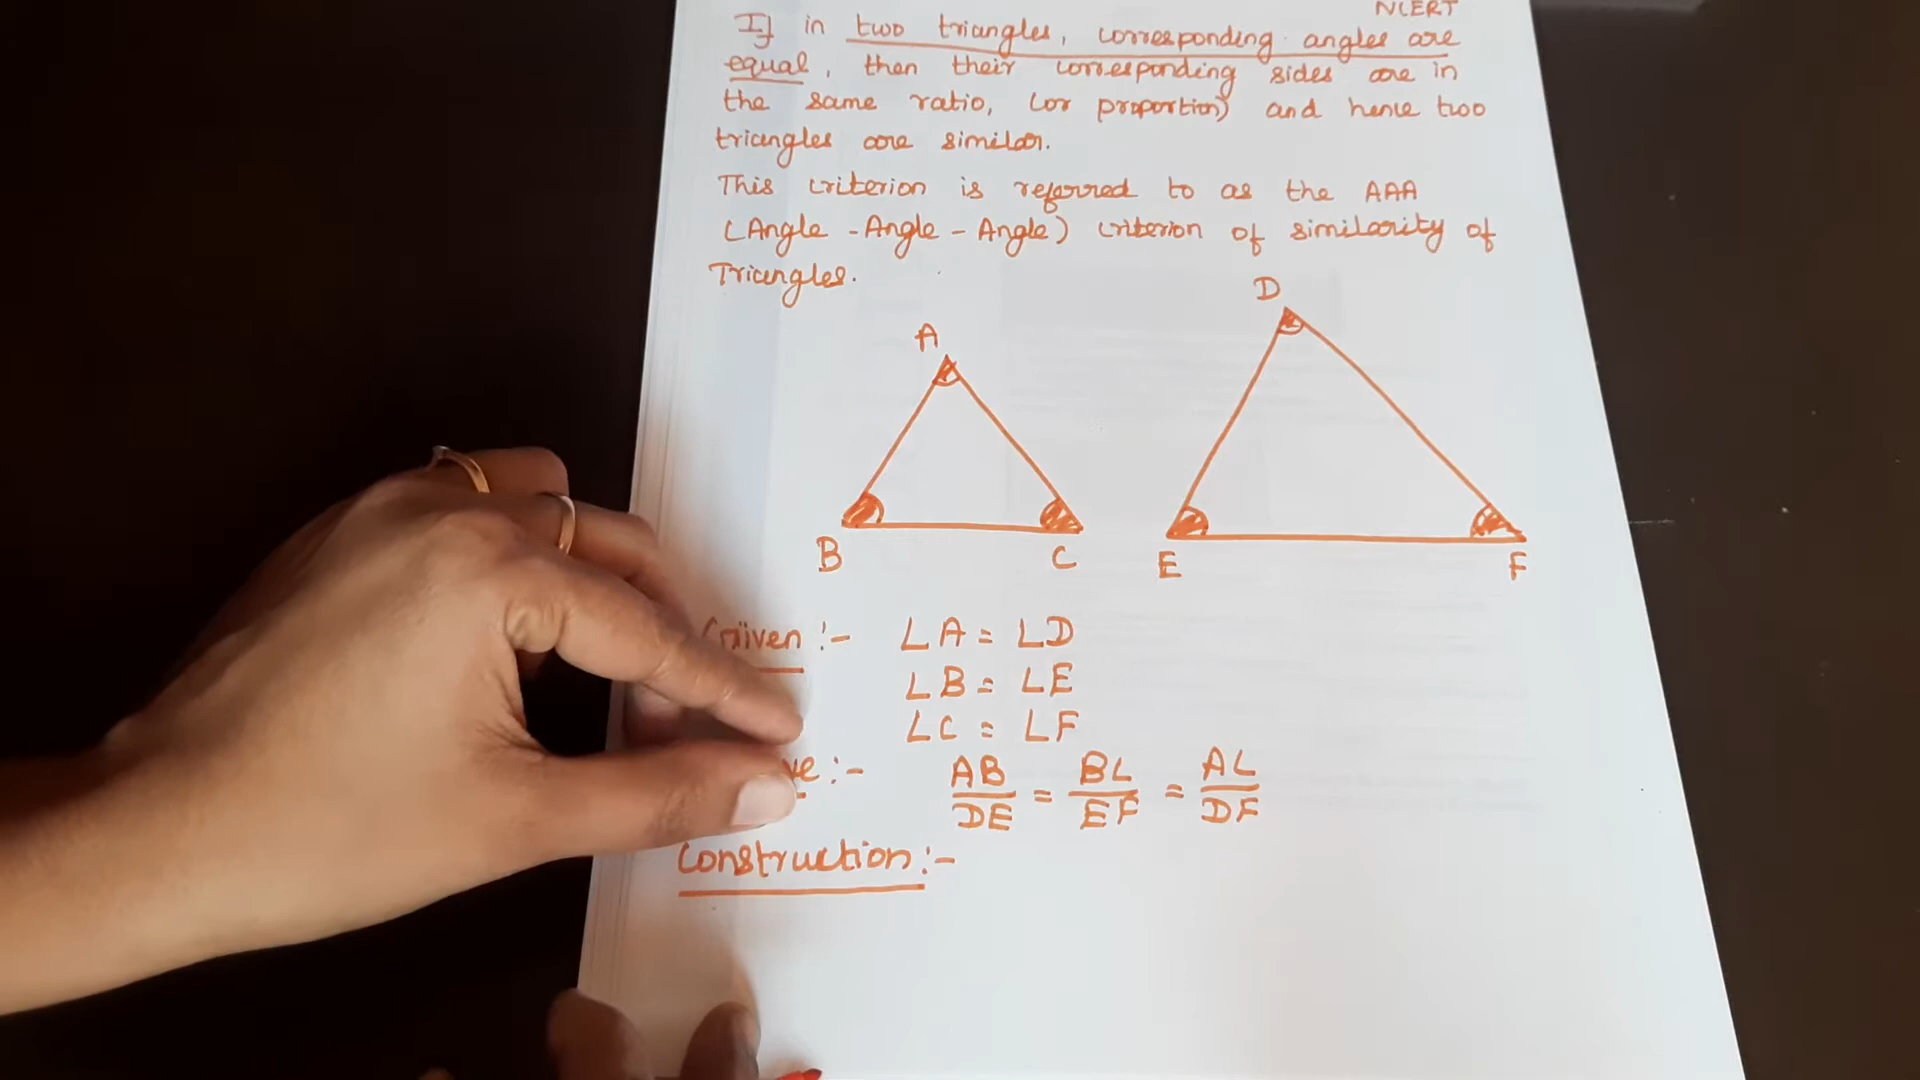 NCERT
If in two triangles, corresponding angles are
equal, then their corresponding sides are in
the same ratio, (or proportion) and hence two
triangles are similar.
This criterion is referred to as the AAA
(Angle - Angle - Angle) criterion of similarity of
Triangles.
D
A
B C E F
Given :- ∠A = ∠D
∠B = ∠E
∠C = ∠F
:- AB/DE = BC/EF = AC/DF
Construction :-